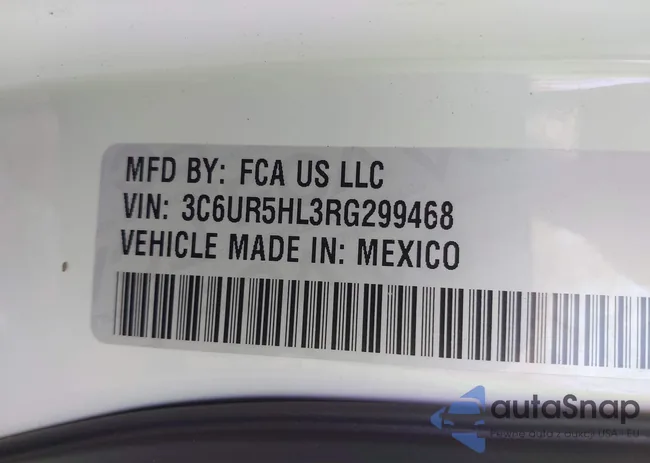 MFD BY: FCA US LLC
VIN: 3C6UR5HL3RG299468
VEHICLE MADE IN: MEXICO
autaSnap